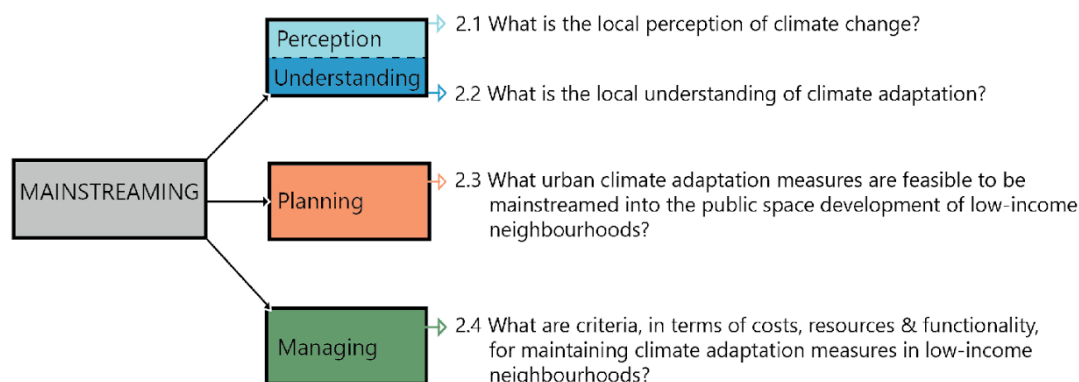 MAINSTREAMING
Perception
Understanding
2.1 What is the local perception of climate change?
2.2 What is the local understanding of climate adaptation?
Planning
2.3 What urban climate adaptation measures are feasible to be
mainstreamed into the public space development of low-income
neighbourhoods?
Managing
2.4 What are criteria, in terms of costs, resources & functionality,
for maintaining climate adaptation measures in low-income
neighbourhoods?